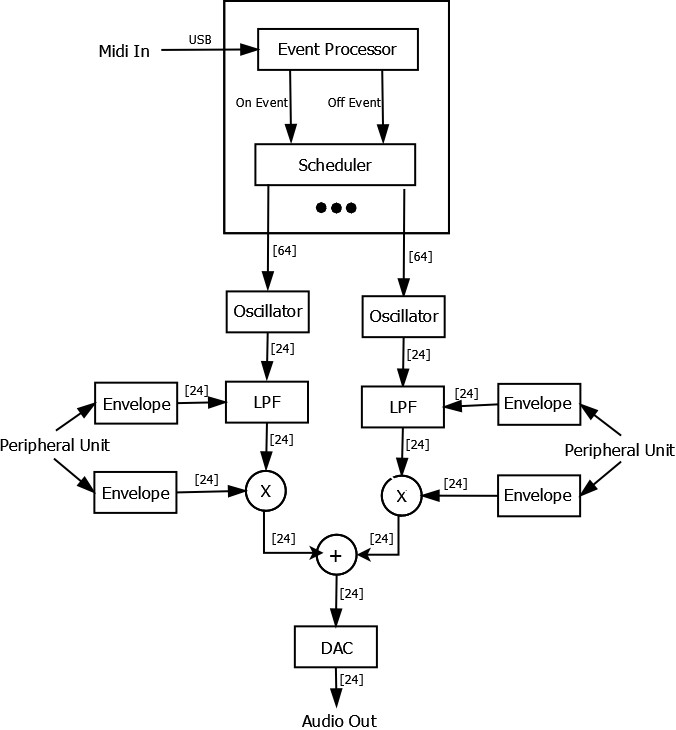 Midi In
USB
Event Processor
On Event
Off Event
Scheduler
[64]
[64]
Oscillator
Oscillator
[24]
[24]
Envelope
[24]
LPF
LPF
[24]
Envelope
Peripheral Unit
[24]
[24]
Peripheral Unit
Envelope
[24]
X
X
[24]
Envelope
[24]
[24]
+
[24]
DAC
[24]
Audio Out